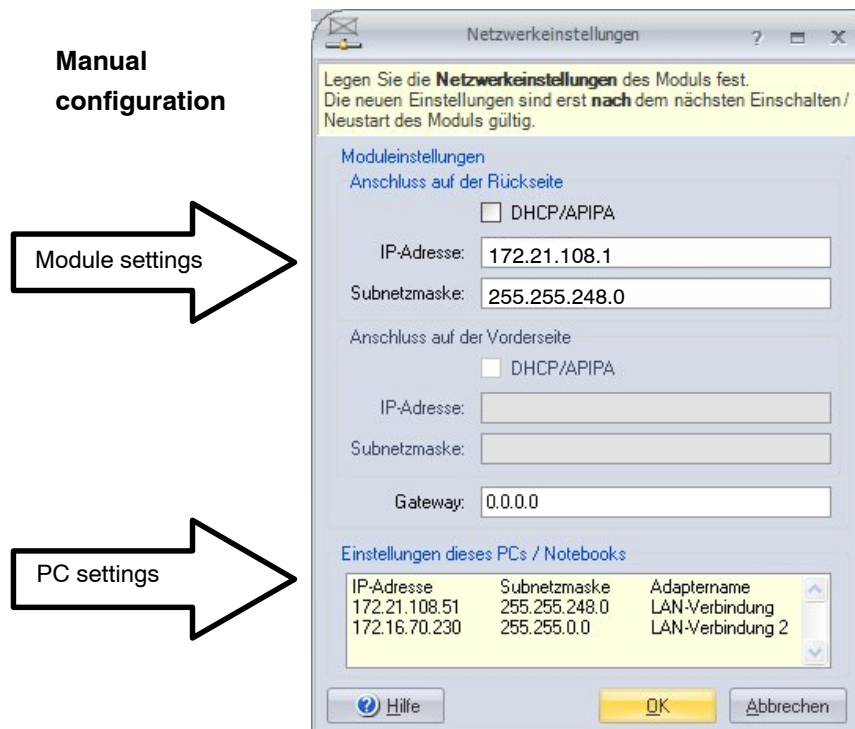 Manual
configuration
Netzwerkeinstellungen
Legen Sie die Netzwerkeinstellungen des Moduls fest.
Die neuen Einstellungen sind erst nach dem nächsten Einschalten /
Neustart des Moduls gültig.
Moduleinstellungen
Anschluss auf der Rückseite
DHCP/APIPA
Module settings
IP-Adresse: 172.21.108.1
Subnetzmaske: 255.255.248.0
Anschluss auf der Vorderseite
DHCP/APIPA
IP-Adresse:
Subnetzmaske:
Gateway: 0.0.0.0
PC settings
Einstellungen dieses PCs / Notebooks
IP-Adresse Subnetzmaske Adaptername
172.21.108.51 255.255.248.0 LAN-Verbindung
172.16.70.230 255.255.0.0 LAN-Verbindung 2
Hilfe OK Abbrechen